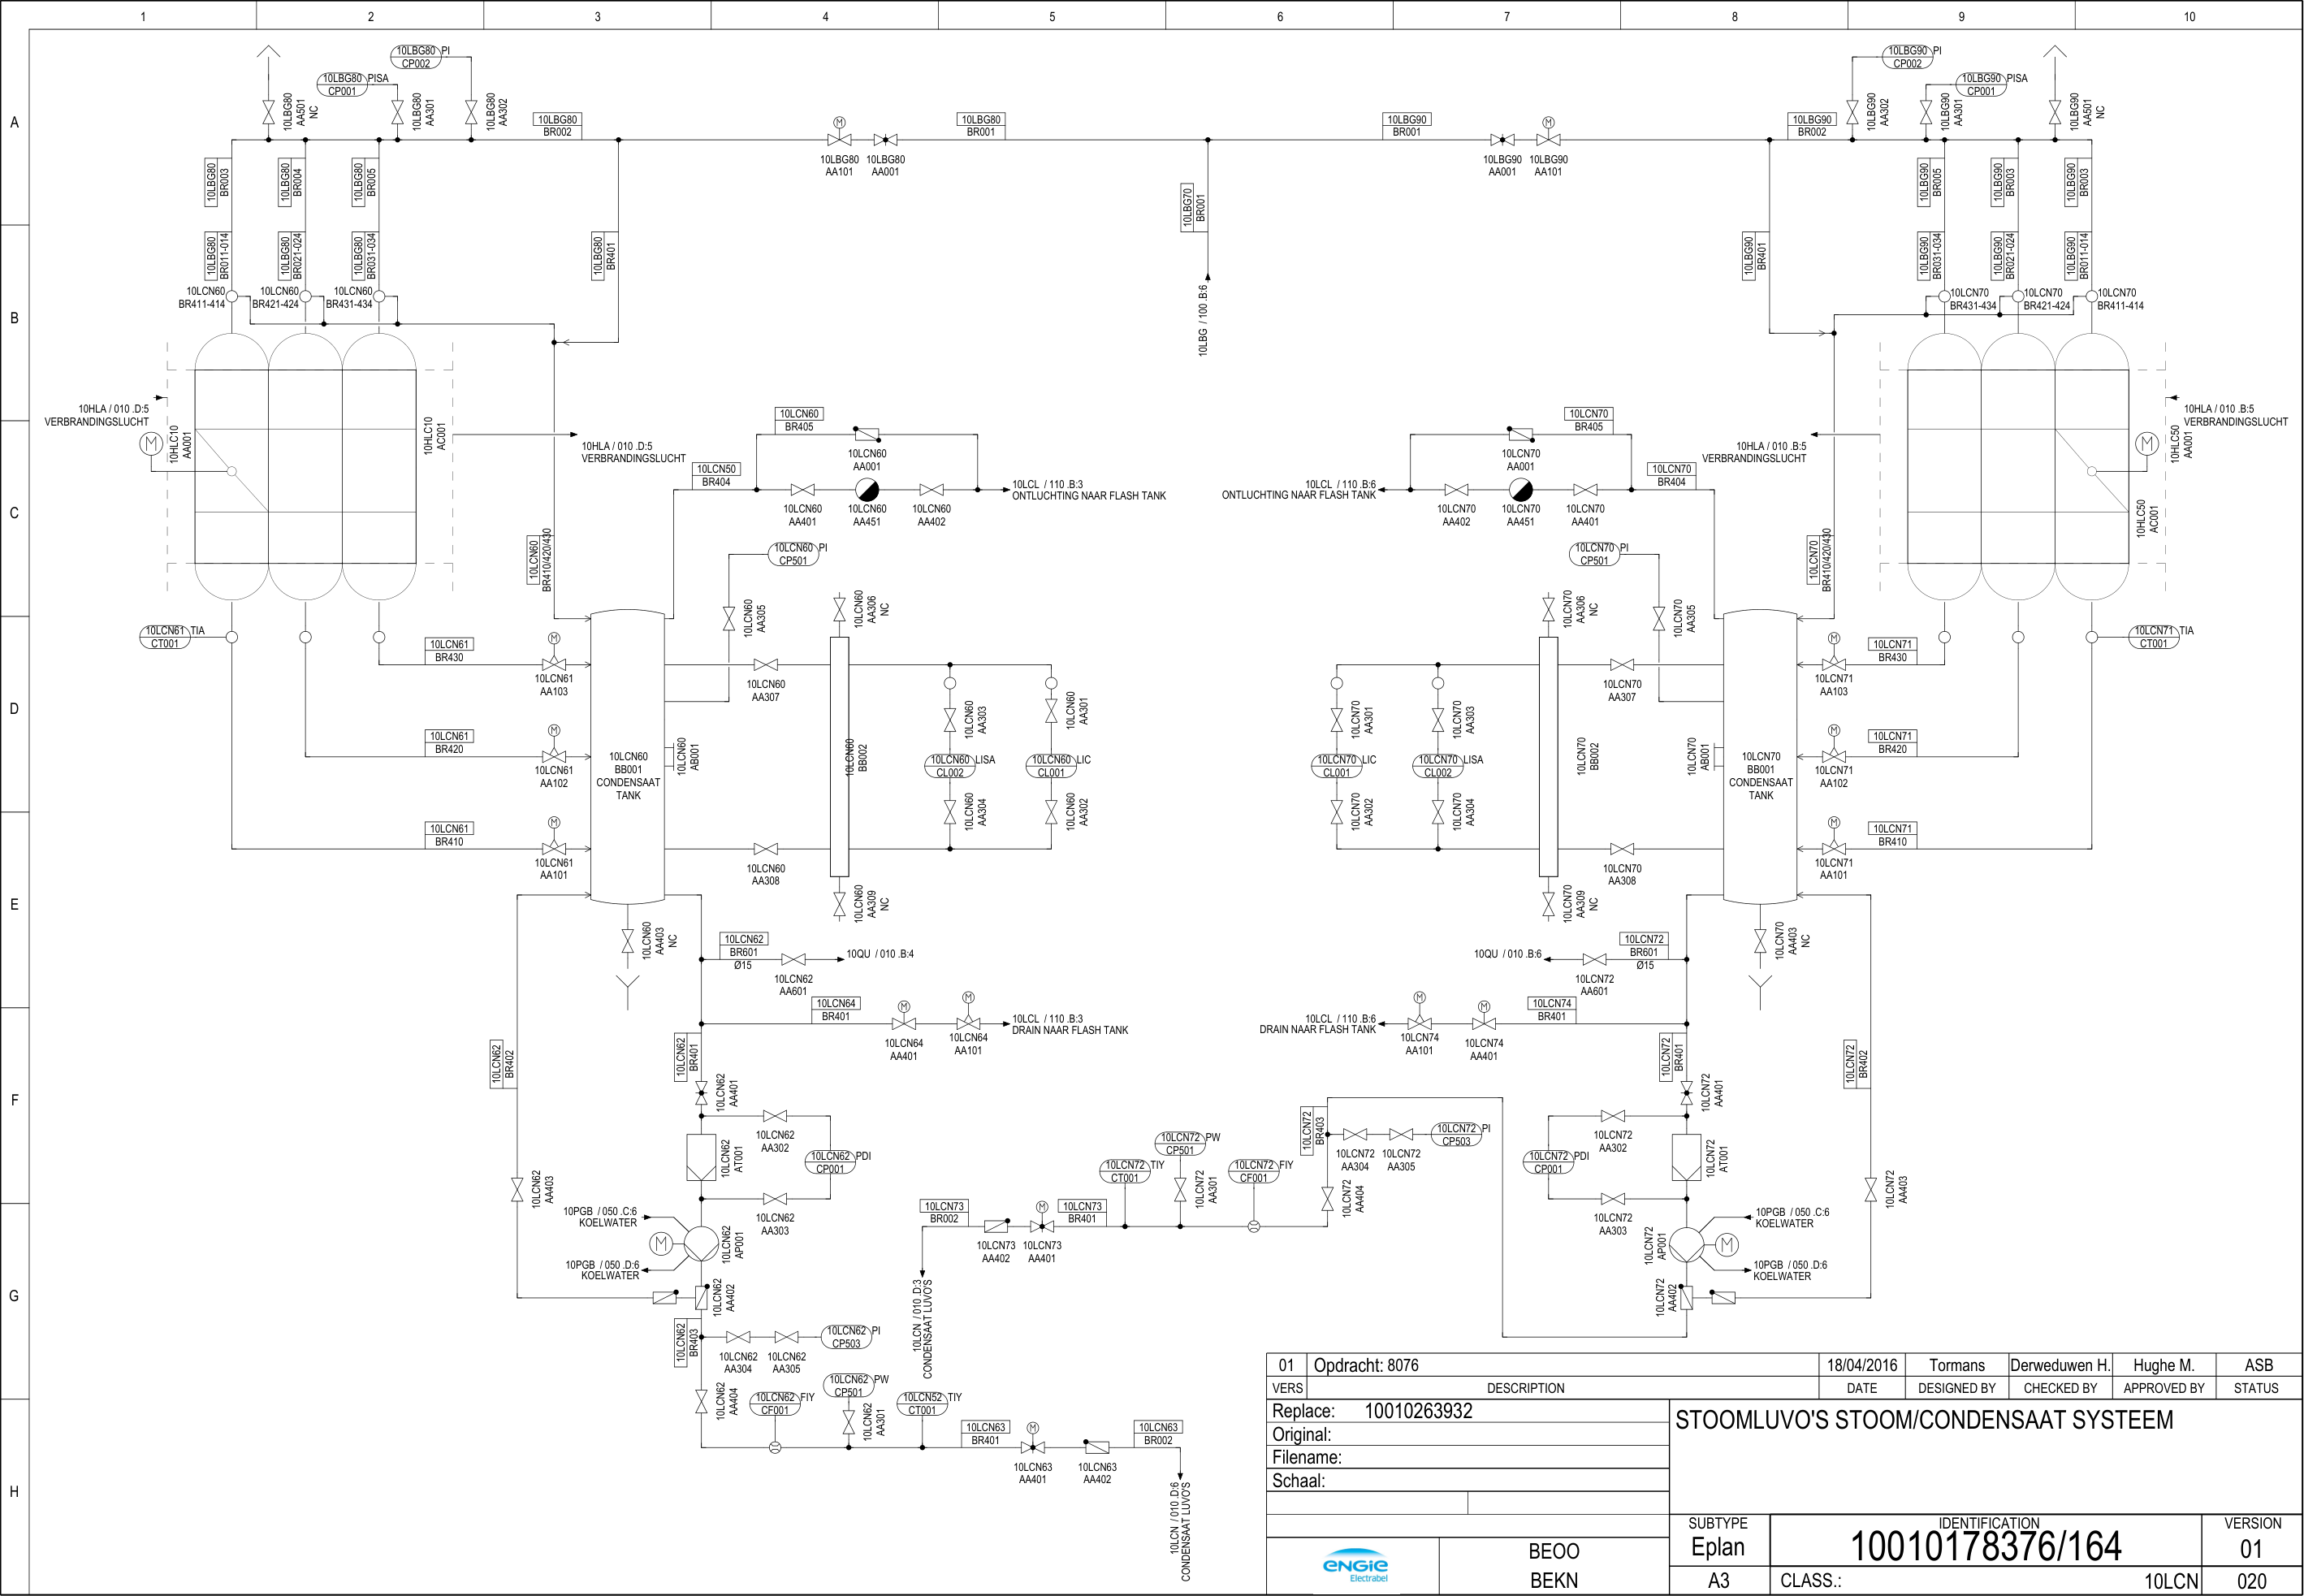 1 2 3 4 5 6 7 8 9 10
A
B
C
D
E
F
G
H
10LBG80 PI
CP002
10LBG80 PISA
CP001
10LBG80
AA501
NC
10LBG80
AA301
10LBG80
AA302
10LBG80
BR002
10LBG80
AA101
10LBG80
AA001
10LBG80
BR001
10LBG90
BR001
10LBG90
AA001
10LBG90
AA101
10LBG90
BR002
10LBG90 PI
CP002
10LBG90 PISA
CP001
10LBG90
AA302
10LBG90
AA301
10LBG90
AA501
NC
M
M
10LBG80
BR003
10LBG80
BR004
10LBG80
BR005
10LBG80
BR011-014
10LBG80
BR021-024
10LBG80
BR031-034
10LBG80
BR401
10LBG70
BR001
10LBG / 100 .B:6
10LBG90
BR401
10LBG90
BR005
10LBG90
BR003
10LBG90
BR003
10LBG90
BR031-034
10LBG90
BR021-024
10LBG90
BR011-014
10LCN60
BR411-414
10LCN60
BR421-424
10LCN60
BR431-434
10LCN70
BR431-434
10LCN70
BR421-424
10LCN70
BR411-414
10HLA / 010 .D:5
VERBRANDINGSLUCHT
M
10HLC10
AA001
10HLC10
AC001
10HLA / 010 .D:5
VERBRANDINGSLUCHT
10LCN60
BR405
10LCN60
AA001
10LCN50
BR404
10LCN60
AA401
10LCN60
AA451
10LCN60
AA402
10LCL / 110 .B:3
ONTLUCHTING NAAR FLASH TANK
10LCL / 110 .B:6
ONTLUCHTING NAAR FLASH TANK
10LCN70
BR405
10LCN70
AA001
10LCN70
BR404
10LCN70
AA402
10LCN70
AA451
10LCN70
AA401
10HLA / 010 .B:5
VERBRANDINGSLUCHT
10HLA / 010 .B:5
VERBRANDINGSLUCHT
M
10HLC50
AA001
10HLC50
AC001
10LCN60
BR410/420/430
10LCN60 PI
CP501
10LCN60
AA305
10LCN60
AA306
NC
10LCN70
AA306
NC
10LCN70 PI
CP501
10LCN70
AA305
10LCN70
BR410/420/430
10LCN61 TIA
CT001
10LCN61
BR430
M
10LCN61
AA103
10LCN61
BR420
M
10LCN61
AA102
10LCN61
BR410
M
10LCN61
AA101
10LCN60
BB001
CONDENSAAT
TANK
10LCN60
AB001
10LCN60
AA307
10LCN60
BB002
10LCN60
AA303
10LCN60
AA301
10LCN60 LISA
CL002
10LCN60 LIC
CL001
10LCN60
AA304
10LCN60
AA302
10LCN60
AA308
10LCN60
AA309
NC
10LCN70
AA301
10LCN70
AA303
10LCN70 LIC
CL001
10LCN70 LISA
CL002
10LCN70
AA302
10LCN70
AA304
10LCN70
BB002
10LCN70
AA307
10LCN70
AA308
10LCN70
AA309
NC
10LCN70
AB001
10LCN70
BB001
CONDENSAAT
TANK
M
10LCN71
AA103
10LCN71
BR430
M
10LCN71
AA102
10LCN71
BR420
M
10LCN71
AA101
10LCN71
BR410
10LCN71 TIA
CT001
10LCN60
AA403
NC
10LCN62
BR601
Ø15
10LCN62
AA601
10QU / 010 .B:4
10LCN64
BR401
M
10LCN64
AA401
M
10LCN64
AA101
10LCL / 110 .B:3
DRAIN NAAR FLASH TANK
10QU / 010 .B:6
10LCN72
BR601
Ø15
10LCN72
AA601
10LCL / 110 .B:6
DRAIN NAAR FLASH TANK
M
10LCN74
AA101
M
10LCN74
AA401
10LCN74
BR401
10LCN70
AA403
NC
10LCN62
BR402
10LCN62
BR401
10LCN62
AA401
10LCN62
AA302
10LCN62
AT001
10LCN62 PDI
CP001
10LCN62
AA303
10LCN62
AA403
10PGB / 050 .C:6
KOELWATER
M
10LCN62
AP001
10PGB / 050 .D:6
KOELWATER
10LCN62
AA402
10LCN62
BR403
10LCN62
AA304
10LCN62
AA305
10LCN62 PI
CP503
10LCN62
AA404
10LCN62 FIY
CF001
10LCN62 PW
CP501
10LCN62
AA301
10LCN52 TIY
CT001
10LCN63
BR401
M
10LCN63
AA401
10LCN63
AA402
10LCN63
BR002
10LCN / 010 .D:6
CONDENSAAT LUVO'S
10LCN73
BR002
10LCN73
AA402
M
10LCN73
AA401
10LCN73
BR401
10LCN / 010 .D:3
CONDENSAAT LUVO'S
10LCN72 TIY
CT001
10LCN72 PW
CP501
10LCN72
AA301
10LCN72 FIY
CF001
10LCN72
BR403
10LCN72
AA304
10LCN72
AA305
10LCN72 PI
CP503
10LCN72
AA404
10LCN72
BR401
10LCN72
AA401
10LCN72
AA302
10LCN72 PDI
CP001
10LCN72
AT001
10LCN72
AA303
10LCN72
BR402
10LCN72
AA403
10PGB / 050 .C:6
KOELWATER
10LCN72
AP001
M
10PGB / 050 .D:6
KOELWATER
10LCN72
AA402
01 Opdracht: 8076 18/04/2016 Tormans Derweduwen H. Hughe M. ASB
VERS DESCRIPTION DATE DESIGNED BY CHECKED BY APPROVED BY STATUS
Replace: 10010263932
Original:
Filename:
Schaal:
STOOMLUVO'S STOOM/CONDENSAAT SYSTEEM
ENGIE
Electrabel
BEOO
BEKN
SUBTYPE
Eplan
A3
IDENTIFICATION
10010178376/164
VERSION
01
CLASS.: 10LCN 020